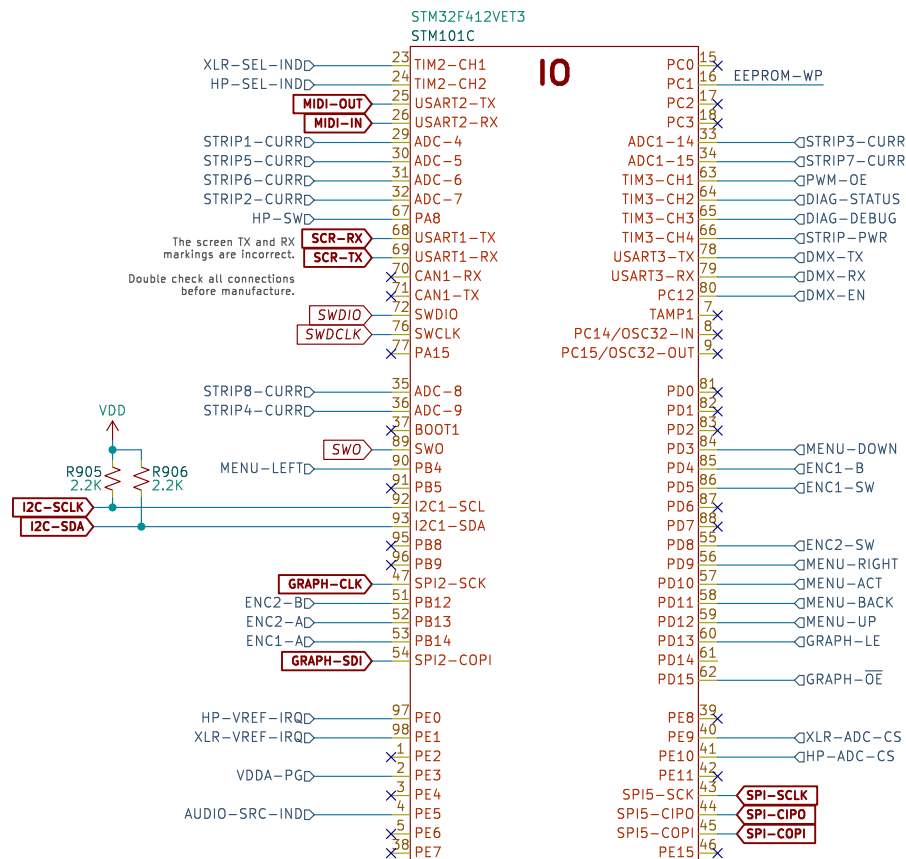 STM32F412VET3
STM101C
IO
XLR-SEL-IND 23 TIM2-CH1
HP-SEL-IND 24 TIM2-CH2
MIDI-OUT 25 USART2-TX
MIDI-IN 26 USART2-RX
STRIP1-CURR 29 ADC-4
STRIP5-CURR 30 ADC-5
STRIP6-CURR 31 ADC-6
STRIP2-CURR 32 ADC-7
HP-SW 67 PA8
SCR-RX 68 USART1-TX
SCR-TX 69 USART1-RX
70 CAN1-RX
71 CAN1-TX
SWDIO 72 SWDIO
SWDCLK 76 SWCLK
77 PA15
The screen TX and RX
markings are incorrect.
Double check all connections
before manufacture.
STRIP8-CURR 35 ADC-8
STRIP4-CURR 36 ADC-9
37 BOOT1
SWO 89 SWO
MENU-LEFT 90 PB4
91 PB5
I2C-SCLK 92 I2C1-SCL
I2C-SDA 93 I2C1-SDA
95 PB8
96 PB9
GRAPH-CLK 47 SPI2-SCK
ENC2-B 51 PB12
ENC2-A 52 PB13
ENC1-A 53 PB14
GRAPH-SDI 54 SPI2-COPI
VDD
R905
2.2K
R906
2.2K
HP-VREF-IRQ 97 PE0
XLR-VREF-IRQ 98 PE1
1 PE2
VDDA-PG 2 PE3
3 PE4
AUDIO-SRC-IND 4 PE5
5 PE6
38 PE7
PC0 15
PC1 16 EEPROM-WP
PC2 17
PC3 18
ADC1-14 33 STRIP3-CURR
ADC1-15 34 STRIP7-CURR
TIM3-CH1 63 PWM-OE
TIM3-CH2 64 DIAG-STATUS
TIM3-CH3 65 DIAG-DEBUG
TIM3-CH4 66 STRIP-PWR
USART3-TX 78 DMX-TX
USART3-RX 79 DMX-RX
PC12 80 DMX-EN
TAMP1 7
PC14/OSC32-IN 8
PC15/OSC32-OUT 9
PD0 81
PD1 82
PD2 83
PD3 84 MENU-DOWN
PD4 85 ENC1-B
PD5 86 ENC1-SW
PD6 87
PD7 88
PD8 55 ENC2-SW
PD9 56 MENU-RIGHT
PD10 57 MENU-ACT
PD11 58 MENU-BACK
PD12 59 MENU-UP
PD13 60 GRAPH-LE
PD14 61
PD15 62 GRAPH-OE
PE8 39
PE9 40 XLR-ADC-CS
PE10 41 HP-ADC-CS
PE11 42
SPI5-SCK 43 SPI-SCLK
SPI5-CIPO 44 SPI-CIPO
SPI5-COPI 45 SPI-COPI
PE15 46